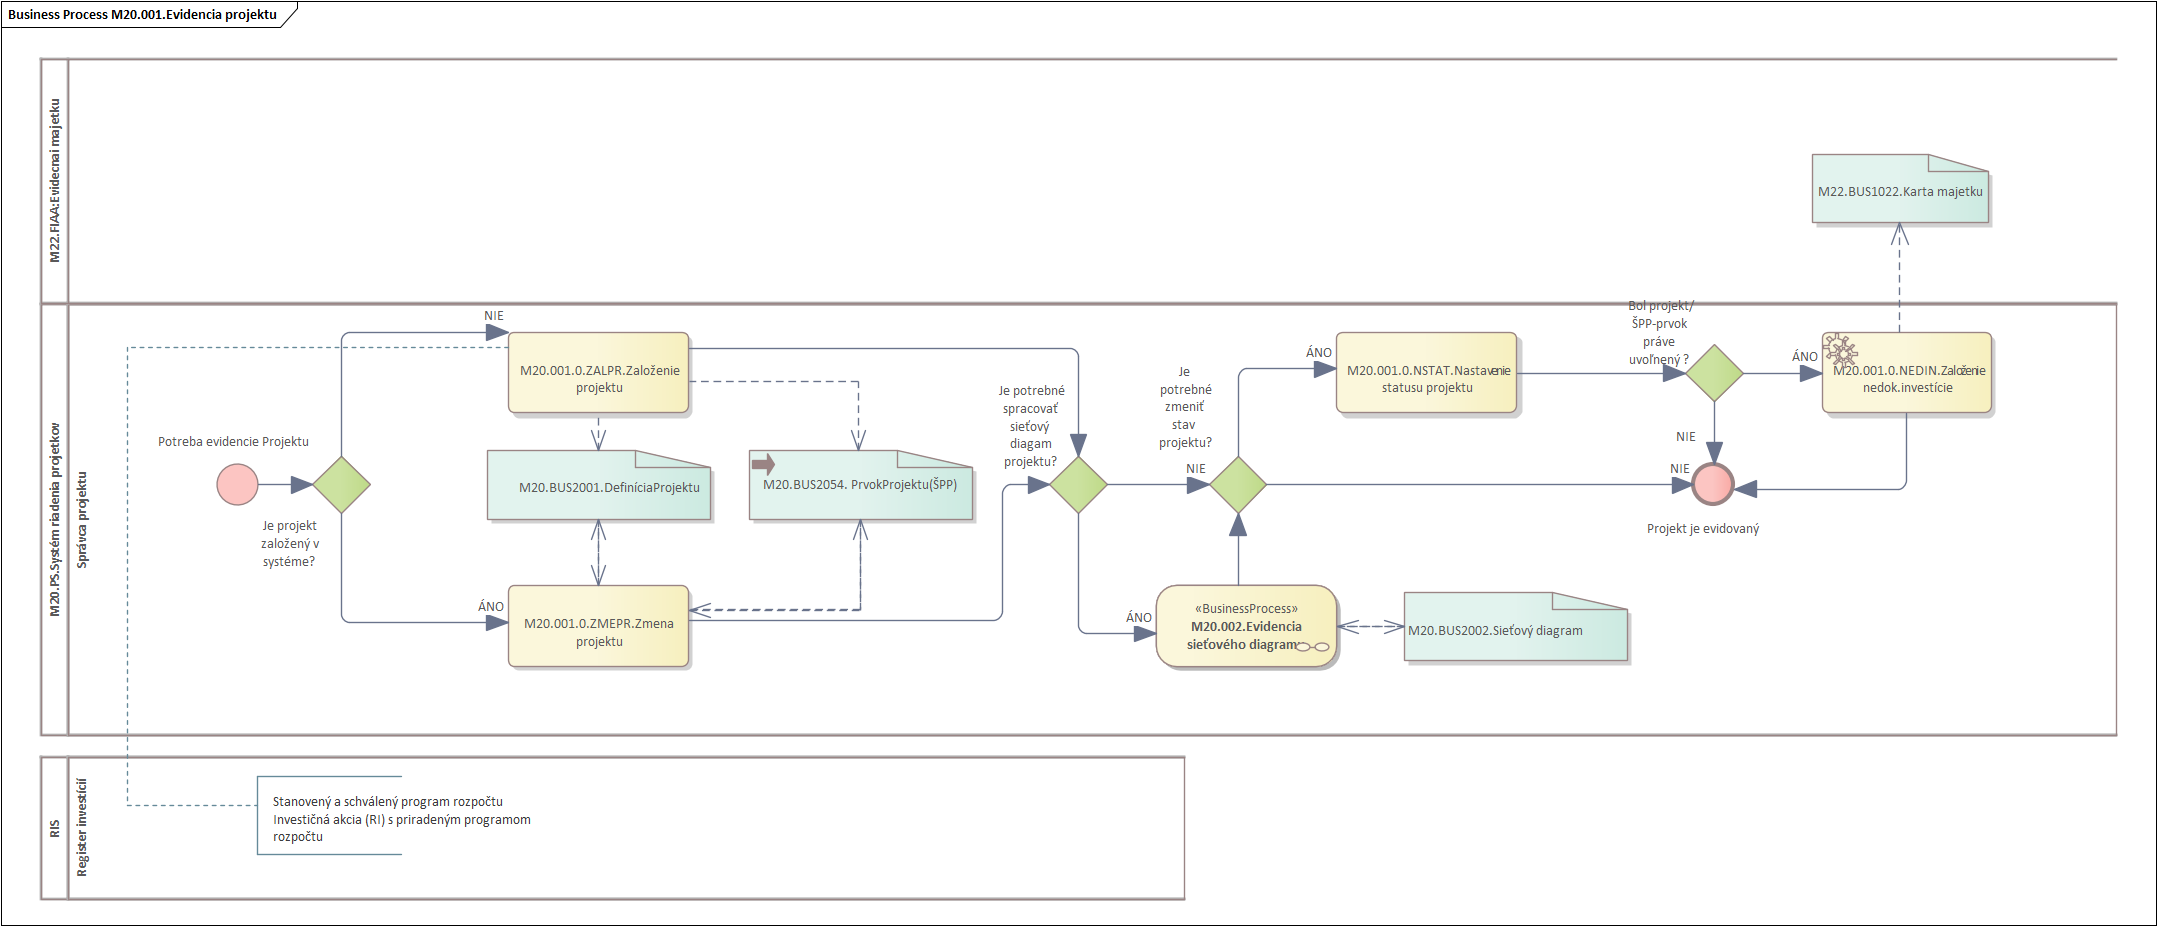 Business Process M20.001.Evidencia projektu
M22.FIAA:Evidecnai majetku
M22.BUS1022.Karta majetku
M20.PS.Systém riadenia projetkov
Správca projektu
Potreba evidencie Projektu
Je projekt
založený v
systéme?
NIE
M20.001.0.ZALPR.Založenie
projektu
M20.BUS2001.DefiníciaProjektu
M20.BUS2054. PrvokProjektu(ŠPP)
ÁNO
M20.001.0.ZMEPR.Zmena
projektu
Je potrebné
spracovať
sieťový
diagam
projektu?
ÁNO
«BusinessProcess»
M20.002.Evidencia
sieťového diagram
M20.BUS2002.Sieťový diagram
NIE
Je
potrebné
zmeniť
stav
projektu?
ÁNO
M20.001.0.NSTAT.Nastavenie
statusu projektu
Bol projekt/
ŠPP-prvok
práve
uvoľnený ?
ÁNO
M20.001.0.NEDIN.Založenie
nedok.investície
NIE
NIE
Projekt je evidovaný
RIS
Register investícií
Stanovený a schválený program rozpočtu
Investičná akcia (RI) s priradeným programom
rozpočtu